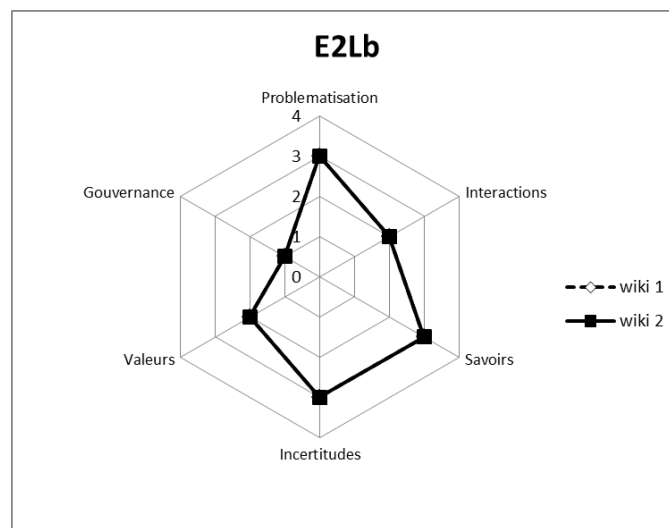 E2Lb
Problematisation
4
3
2
1
0
Gouvernance
Interactions
Valeurs
Savoirs
Incertitudes
wiki 1
wiki 2